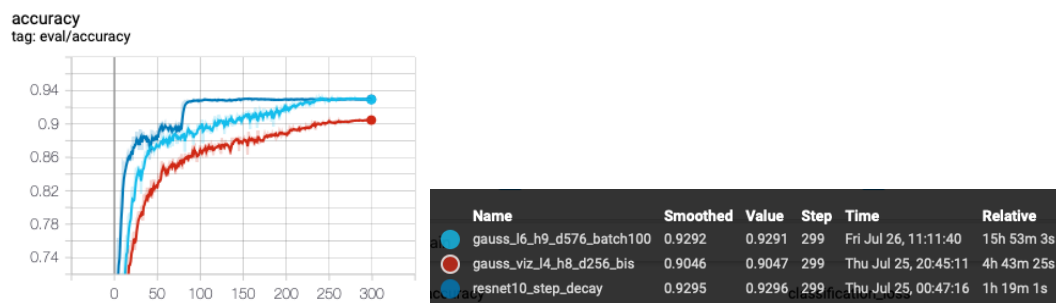 accuracy
tag: eval/accuracy
0.94
0.9
0.86
0.82
0.78
0.74
0 50 100 150 200 250 300
Name Smoothed Value Step Time Relative
gauss_l6_h9_d576_batch100 0.9292 0.9291 299 Fri Jul 26, 11:11:40 15h 53m 3s
gauss_viz_l4_h8_d256_bis 0.9046 0.9047 299 Thu Jul 25, 20:45:11 4h 43m 25s
resnet10_step_decay 0.9295 0.9296 299 Thu Jul 25, 00:47:16 1h 19m 1s
classification_loss